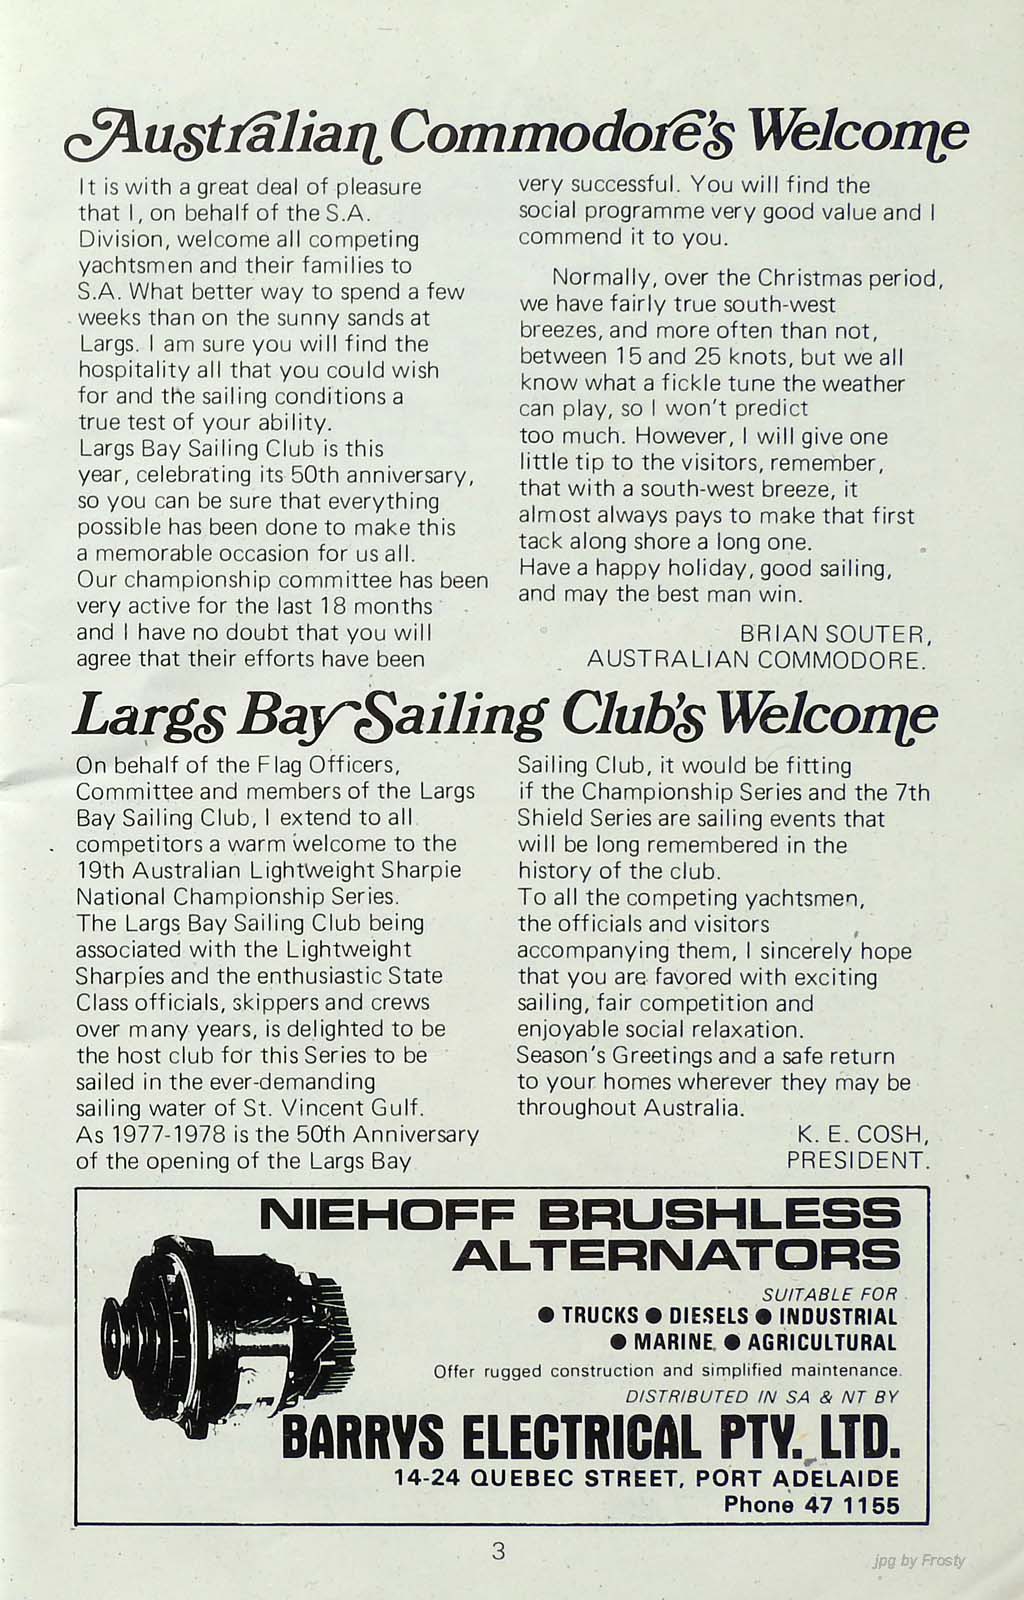 Australian Commodore's Welcome
It is with a great deal of pleasure
that I, on behalf of the S.A.
Division, welcome all competing
yachtsmen and their families to
S.A. What better way to spend a few
weeks than on the sunny sands at
Largs. I am sure you will find the
hospitality all that you could wish
for and the sailing conditions a
true test of your ability.
Largs Bay Sailing Club is this
year, celebrating its 50th anniversary,
so you can be sure that everything
possible has been done to make this
a memorable occasion for us all.
Our championship committee has been
very active for the last 18 months
and I have no doubt that you will
agree that their efforts have been
very successful. You will find the
social programme very good value and I
commend it to you.
Normally, over the Christmas period,
we have fairly true south-west
breezes, and more often than not,
between 15 and 25 knots, but we all
know what a fickle tune the weather
can play, so I won't predict
too much. However, I will give one
little tip to the visitors, remember,
that with a south-west breeze, it
almost always pays to make that first
tack along shore a long one.
Have a happy holiday, good sailing,
and may the best man win.
BRIAN SOUTER,
AUSTRALIAN COMMODORE.
Largs Bay Sailing Club's Welcome
On behalf of the Flag Officers,
Committee and members of the Largs
Bay Sailing Club, I extend to all
competitors a warm welcome to the
19th Australian Lightweight Sharpie
National Championship Series.
The Largs Bay Sailing Club being
associated with the Lightweight
Sharpies and the enthusiastic State
Class officials, skippers and crews
over many years, is delighted to be
the host club for this Series to be
sailed in the ever-demanding
sailing water of St. Vincent Gulf.
As 1977-1978 is the 50th Anniversary
of the opening of the Largs Bay
Sailing Club, it would be fitting
if the Championship Series and the 7th
Shield Series are sailing events that
will be long remembered in the
history of the club.
To all the competing yachtsmen,
the officials and visitors
accompanying them, I sincerely hope
that you are favored with exciting
sailing, fair competition and
enjoyable social relaxation.
Season's Greetings and a safe return
to your homes wherever they may be
throughout Australia.
K. E. COSH,
PRESIDENT.
NIEHOFF BRUSHLESS
ALTERNATORS
SUITABLE FOR
● TRUCKS ● DIESELS ● INDUSTRIAL
● MARINE ● AGRICULTURAL
Offer rugged construction and simplified maintenance.
DISTRIBUTED IN SA & NT BY
BARRYS ELECTRICAL PTY. LTD.
14-24 QUEBEC STREET, PORT ADELAIDE
Phone 47 1155
3
jpg by Frosty